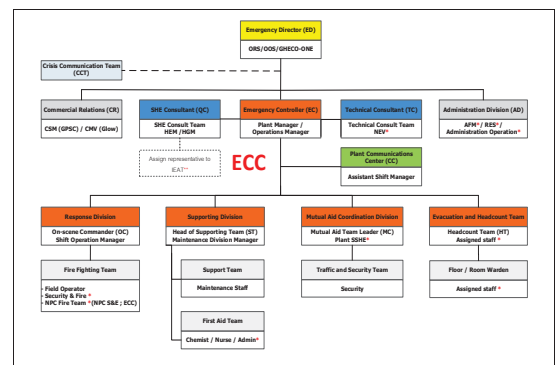 Emergency Director (ED)
ORS/OOS/GHECO-ONE
Crisis Communication Team
(CCT)
Commercial Relations (CR)
CSM (GPSC) / CMV (Glow)
SHE Consultant (QC)
SHE Consult Team
HEM /HGM
Emergency Controller (EC)
Plant Manager /
Operations Manager
Technical Consultant (TC)
Technical Consult Team
NEV*
Administration Division (AD)
AFM*/ RES*/
Administration Operation*
Assign representative to
IEAT**
ECC
Plant Communications
Center (CC)
Assistant Shift Manager
Response Division
On-scene Commander (OC)
Shift Operation Manager
Supporting Division
Head of Supporting Team (ST)
Maintenance Division Manager
Mutual Aid Coordination Division
Mutual Aid Team Leader (MC)
Plant SSHE*
Evacuation and Headcount Team
Headcount Team (HT)
Assigned staff *
Fire Fighting Team
- Field Operator
- Security & Fire *
- NPC Fire Team *(NPC S&E ; ECC)
Support Team
Maintenance Staff
Traffic and Security Team
Security
Floor / Room Warden
Assigned staff *
First Aid Team
Chemist / Nurse / Admin*